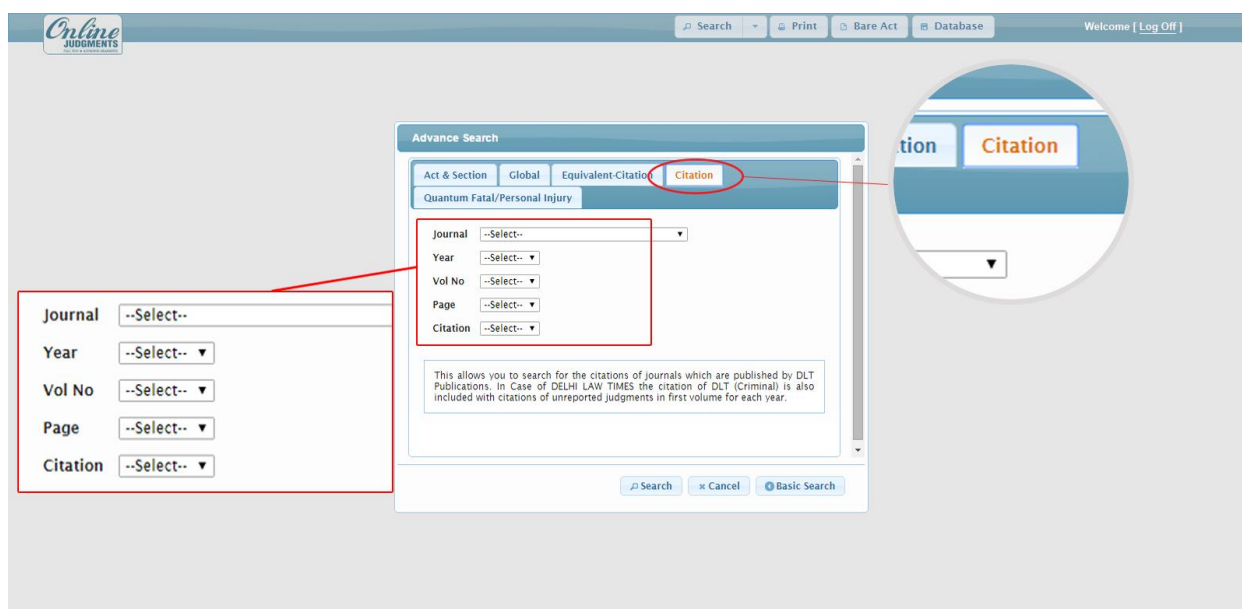 Online
JUDGMENTS
Search
Print
Bare Act
Database
Welcome [ Log Off ]
Advance Search
Act & Section
Global
Equivalent-Citation
Citation
Quantum Fatal/Personal Injury
tion
Citation
Journal --Select--
Year --Select--
Vol No --Select--
Page --Select--
Citation --Select--
Journal --Select--
Year --Select--
Vol No --Select--
Page --Select--
Citation --Select--
This allows you to search for the citations of journals which are published by DLT
Publications. In Case of DELHI LAW TIMES the citation of DLT (Criminal) is also
included with citations of unreported judgments in first volume for each year.
Search
Cancel
Basic Search